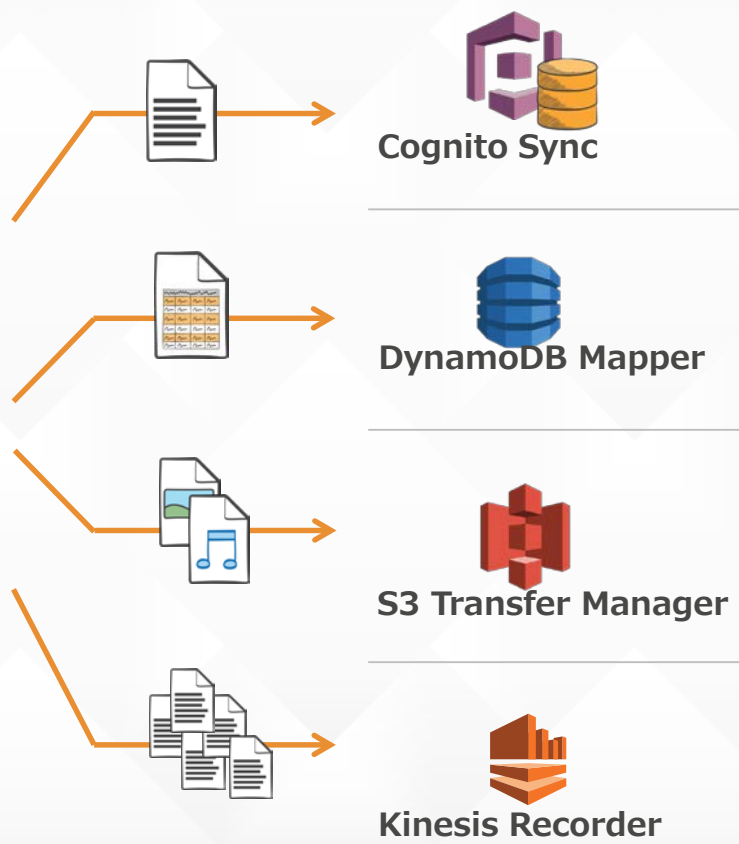 Cognito Sync
DynamoDB Mapper
S3 Transfer Manager
Kinesis Recorder